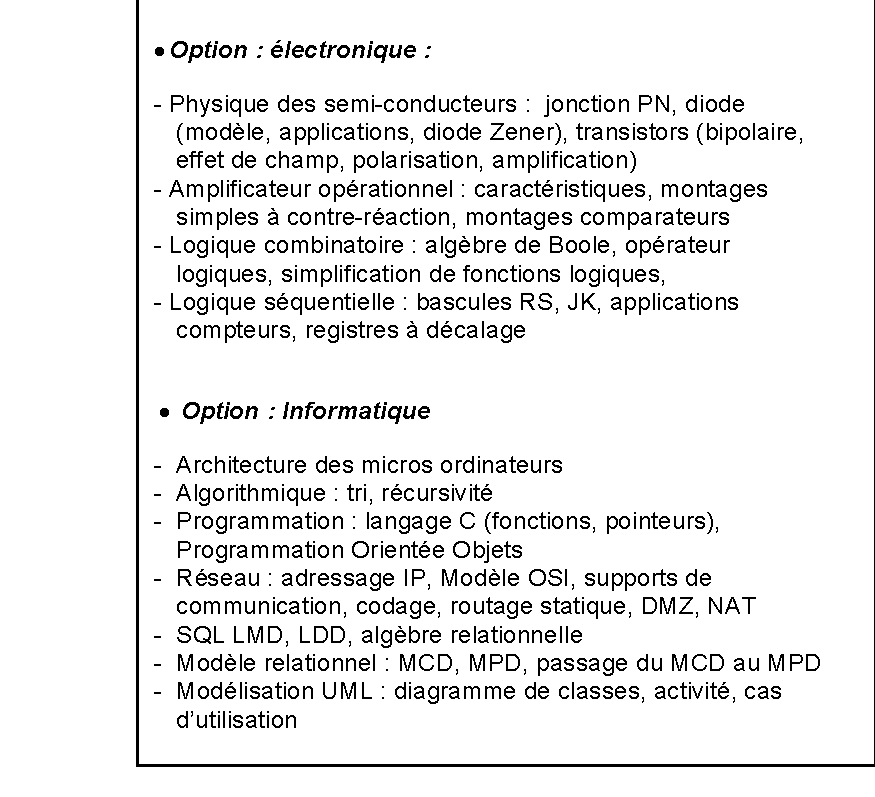 • Option : électronique :
- Physique des semi-conducteurs : jonction PN, diode
(modèle, applications, diode Zener), transistors (bipolaire,
effet de champ, polarisation, amplification)
- Amplificateur opérationnel : caractéristiques, montages
simples à contre-réaction, montages comparateurs
- Logique combinatoire : algèbre de Boole, opérateur
logiques, simplification de fonctions logiques,
- Logique séquentielle : bascules RS, JK, applications
compteurs, registres à décalage
• Option : Informatique
- Architecture des micros ordinateurs
- Algorithmique : tri, récursivité
- Programmation : langage C (fonctions, pointeurs),
Programmation Orientée Objets
- Réseau : adressage IP, Modèle OSI, supports de
communication, codage, routage statique, DMZ, NAT
- SQL LMD, LDD, algèbre relationnelle
- Modèle relationnel : MCD, MPD, passage du MCD au MPD
- Modélisation UML : diagramme de classes, activité, cas
d'utilisation